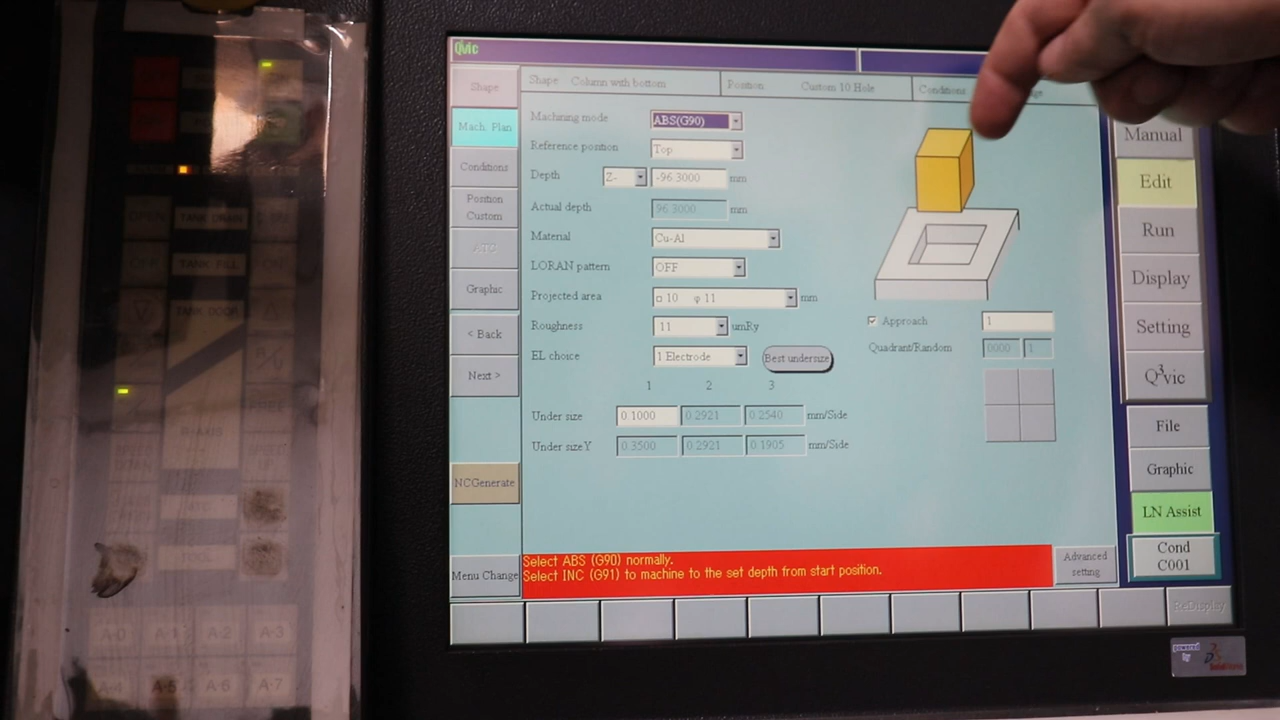 Qvic
Shape
Mach. Plan
Conditions
Position
Custom
ATC
Graphic
< Back
Next >
NCGenerate
Menu Change
Shape Column with bottom
Position Custom 10 Hole
Conditions
Machining mode ABS(G90)
Reference position Top
Depth Z- -96.3000 mm
Actual depth 96.3000 mm
Material Cu-Al
LORAN pattern OFF
Projected area □ 10 φ 11 mm
Roughness 11 umRy
EL choice 1 Electrode Best undersize
1 2 3
Under size 0.1000 0.2921 0.2540 mm/Side
Under sizeY 0.3500 0.2921 0.1905 mm/Side
Approach 1
Quadrant/Random 0000 1
Select ABS (G90) normally.
Select INC (G91) to machine to the set depth from start position.
Advanced
setting
Manual
Edit
Run
Display
Setting
Q³vic
File
Graphic
LN Assist
Cond
C001
ReDisplay
powered
by
SolidWorks
TANK DRAIN
TANK FILL
TANK DOOR
A-0 A-1 A-2 A-3
A-4 A-5 A-6 A-7